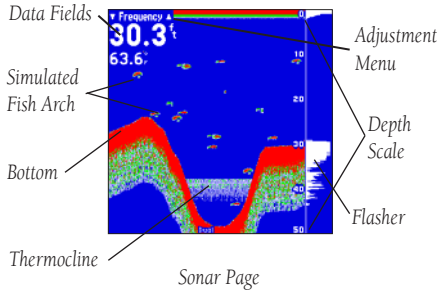 Data Fields
▼ Frequency ▲
30.3 ft
63.6°F
0
10
20
30
40
50
Adjustment
Menu
Simulated
Fish Arch
Depth
Scale
Bottom
Flasher
Thermocline
Sonar Page